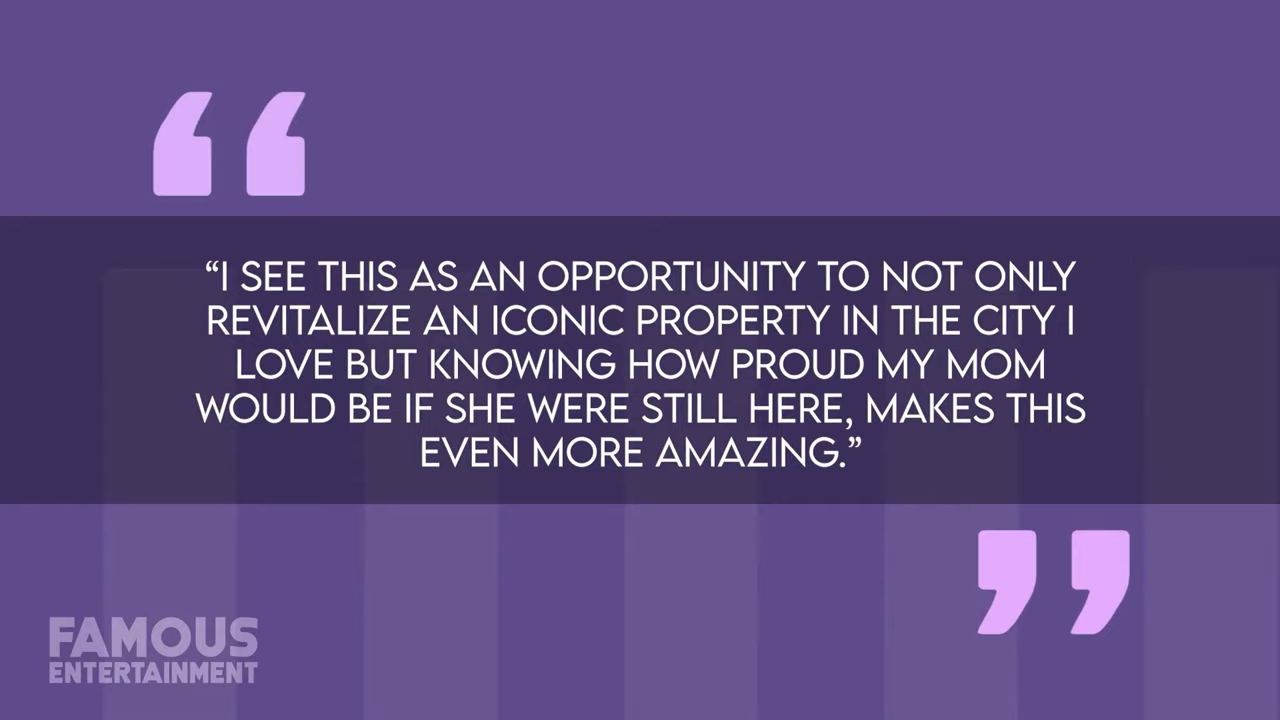 “I SEE THIS AS AN OPPORTUNITY TO NOT ONLY
REVITALIZE AN ICONIC PROPERTY IN THE CITY I
LOVE BUT KNOWING HOW PROUD MY MOM
WOULD BE IF SHE WERE STILL HERE, MAKES THIS
EVEN MORE AMAZING.”
FAMOUS
ENTERTAINMENT